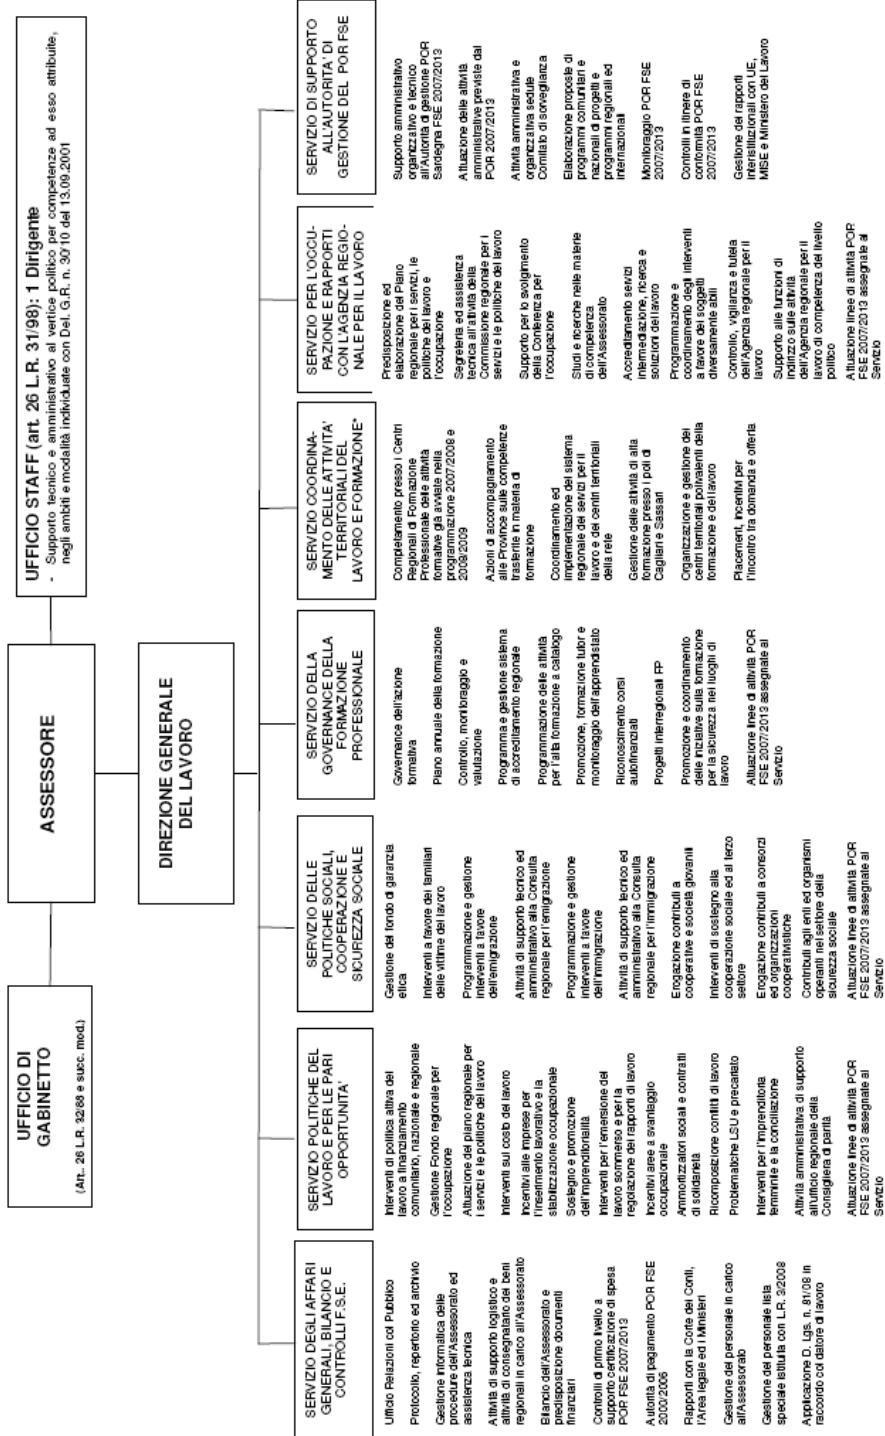 UFFICIO DI
GABINETTO
(Art. 26 L.R. 32/88 e succ. mod.)
ASSESSORE
UFFICIO STAFF (art. 26 L.R. 31/98): 1 Dirigente
- Supporto tecnico e amministrativo al vertice politico per competenze ad esso attribuite,
negli ambiti e modalità individuate con Del. G.R. n. 30/10 del 13.09.2001
DIREZIONE GENERALE
DEL LAVORO
SERVIZIO DEGLI AFFARI
GENERALI, BILANCIO E
CONTROLLI F.S.E.
Ufficio Relazioni col Pubblico
Protocollo, repertorio ed archivio
Gestione informatica delle
procedure dell'Assessorato ed
assistenza tecnica
Attività di supporto logistico e
attività di consegnatario dei beni
regionali in carico all'Assessorato
Bilancio dell'Assessorato e
predisposizione documenti
finanziari
Controlli di primo livello a
supporto certificazione di spesa
POR FSE 2007/2013
Autorità di pagamento POR FSE
2000/2006
Rapporti con la Corte dei Conti,
l'Area legale ed i Ministeri
Gestione del personale in carico
all'Assessorato
Gestione del personale lista
speciale istituita con L.R. 3/2008
Applicazione D. Lgs. n. 81/08 in
raccordo col datore di lavoro
SERVIZIO POLITICHE DEL
LAVORO E PER LE PARI
OPPORTUNITA'
Interventi di politica attiva del
lavoro a finanziamento
comunitario, nazionale e regionale
Gestione Fondo regionale per
l'occupazione
Attuazione del piano regionale per
i servizi e le politiche del lavoro
Interventi sul costo del lavoro
Incentivi alle imprese per
l'inserimento lavorativo e la
stabilizzazione occupazionale
Sostegno e promozione
dell'imprenditorialità
Interventi per l'emersione del
lavoro sommerso e per la
regolazione dei rapporti di lavoro
Incentivi aree a svantaggio
occupazionale
Ammortizzatori sociali e contratti
di solidarietà
Ricomposizione conflitti di lavoro
Problematiche LSU e precariato
Interventi per l'imprenditoria
femminile e la conciliazione
Attività amministrativa di supporto
all'ufficio regionale della
Consigliera di parità
Attuazione linee di attività POR
FSE 2007/2013 assegnate al
Servizio
SERVIZIO DELLE
POLITICHE SOCIALI,
COOPERAZIONE E
SICUREZZA SOCIALE
Gestione del fondo di garanzia
etica
Interventi a favore dei familiari
delle vittime del lavoro
Programmazione e gestione
interventi a favore
dell'emigrazione
Attività di supporto tecnico ed
amministrativo alla Consulta
regionale per l'emigrazione
Programmazione e gestione
interventi a favore
dell'immigrazione
Attività di supporto tecnico ed
amministrativo alla Consulta
regionale per l'immigrazione
Erogazione contributi a
cooperative e società giovanili
Interventi di sostegno alla
cooperazione sociale ed al terzo
settore
Erogazione contributi a consorzi
ed organizzazioni
cooperativistiche
Contributi agli enti ed organismi
operanti nel settore della
sicurezza sociale
Attuazione linee di attività POR
FSE 2007/2013 assegnate al
Servizio
SERVIZIO DELLA
GOVERNANCE DELLA
FORMAZIONE
PROFESSIONALE
Governance dell'azione
formativa
Piano annuale della formazione
Controllo, monitoraggio e
valutazione
Programma e gestione sistema
di accreditamento regionale
Programmazione delle attività
per l'alta formazione a catalogo
Promozione, formazione tutor e
monitoraggio dell'apprendistato
Riconoscimento corsi
autofinanziati
Progetti interregionali FP
Promozione e coordinamento
delle iniziative sulla formazione
per la sicurezza nei luoghi di
lavoro
Attuazione linee di attività POR
FSE 2007/2013 assegnate al
Servizio
SERVIZIO COORDINA-
MENTO DELLE ATTIVITA'
TERRITORIALI DEL
LAVORO E FORMAZIONE*
Completamento presso i Centri
Regionali di Formazione
Professionale delle attività
formative già avviate nella
programmazione 2007/2008 e
2008/2009
Azioni di accompagnamento
alle Province sulle competenze
trasferite in materia di
formazione
Coordinamento ed
implementazione del sistema
regionale dei servizi per il
lavoro e dei centri territoriali
della rete
Gestione delle attività di alta
formazione presso i poli di
Cagliari e Sassari
Organizzazione e gestione dei
centri territoriali polivalenti della
formazione e del lavoro
Placement, incentivi per
l'incontro fra domanda e offerta
SERVIZIO PER L'OCCU-
PAZIONE E RAPPORTI
CON L'AGENZIA REGIO-
NALE PER IL LAVORO
Predisposizione ed
elaborazione del Piano
regionale per i servizi, le
politiche del lavoro e
l'occupazione
Segreteria ed assistenza
tecnica all'attività della
Commissione regionale per i
servizi e le politiche del lavoro
Supporto per lo svolgimento
della Conferenza per
l'occupazione
Studi e ricerche nelle materie
di competenza
dell'Assessorato
Accreditamento servizi
intermediazione, ricerca e
soluzioni del lavoro
Programmazione e
coordinamento degli interventi
a favore dei soggetti
diversamente abili
Controllo, vigilanza e tutela
dell'Agenzia regionale per il
lavoro
Supporto alle funzioni di
indirizzo sulle attività
dell'Agenzia regionale per il
lavoro di competenza del livello
politico
Attuazione linee di attività POR
FSE 2007/2013 assegnate al
Servizio
SERVIZIO DI SUPPORTO
ALL'AUTORITA' DI
GESTIONE DEL POR FSE
Supporto amministrativo
organizzativo e tecnico
all'Autorità di gestione POR
Sardegna FSE 2007/2013
Attuazione delle attività
amministrative previste dal
POR 2007/2013
Attività amministrativa e
organizzativa sedute
Comitato di sorveglianza
Elaborazione proposte di
programmi comunitari e
nazionali di progetti e
programmi regionali ed
internazionali
Monitoraggio POR FSE
2007/2013
Controlli in itinere di
conformità POR FSE
2007/2013
Gestione dei rapporti
interistituzionali con UE,
MISE e Ministero del Lavoro